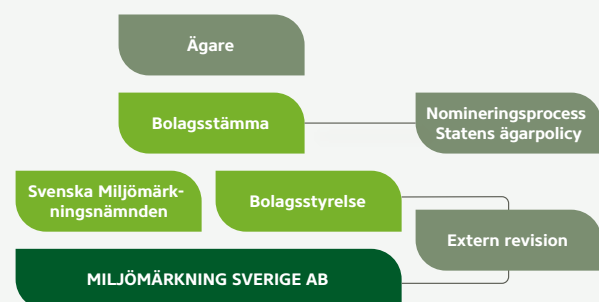 Ägare
Bolagsstämma
Nomineringsprocess
Statens ägarpolicy
Svenska Miljömärk-
ningsnämnden
Bolagsstyrelse
Extern revision
MILJÖMÄRKNING SVERIGE AB